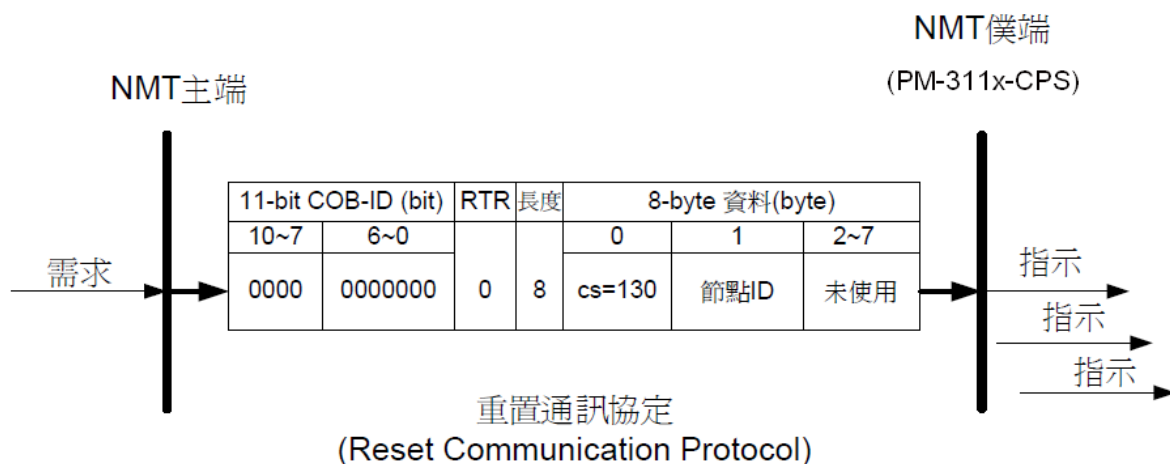 NMT僕端
(PM-311x-CPS)
NMT主端
11-bit COB-ID (bit) RTR 長度 8-byte 資料(byte)
10~7 6~0 0 1 2~7
需求
0000 0000000 0 8 cs=130 節點ID 未使用
指示
指示
指示
重置通訊協定
(Reset Communication Protocol)